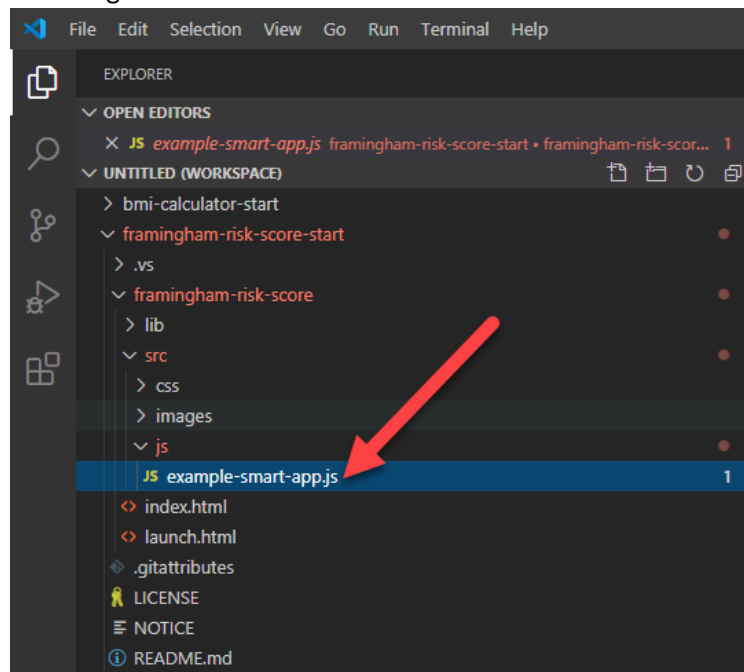 File Edit Selection View Go Run Terminal Help
EXPLORER
OPEN EDITORS
JS example-smart-app.js framingham-risk-score-start • framingham-risk-scor... 1
UNTITLED (WORKSPACE)
bmi-calculator-start
framingham-risk-score-start
.vs
framingham-risk-score
lib
src
css
images
js
JS example-smart-app.js 1
index.html
launch.html
.gitattributes
LICENSE
NOTICE
README.md